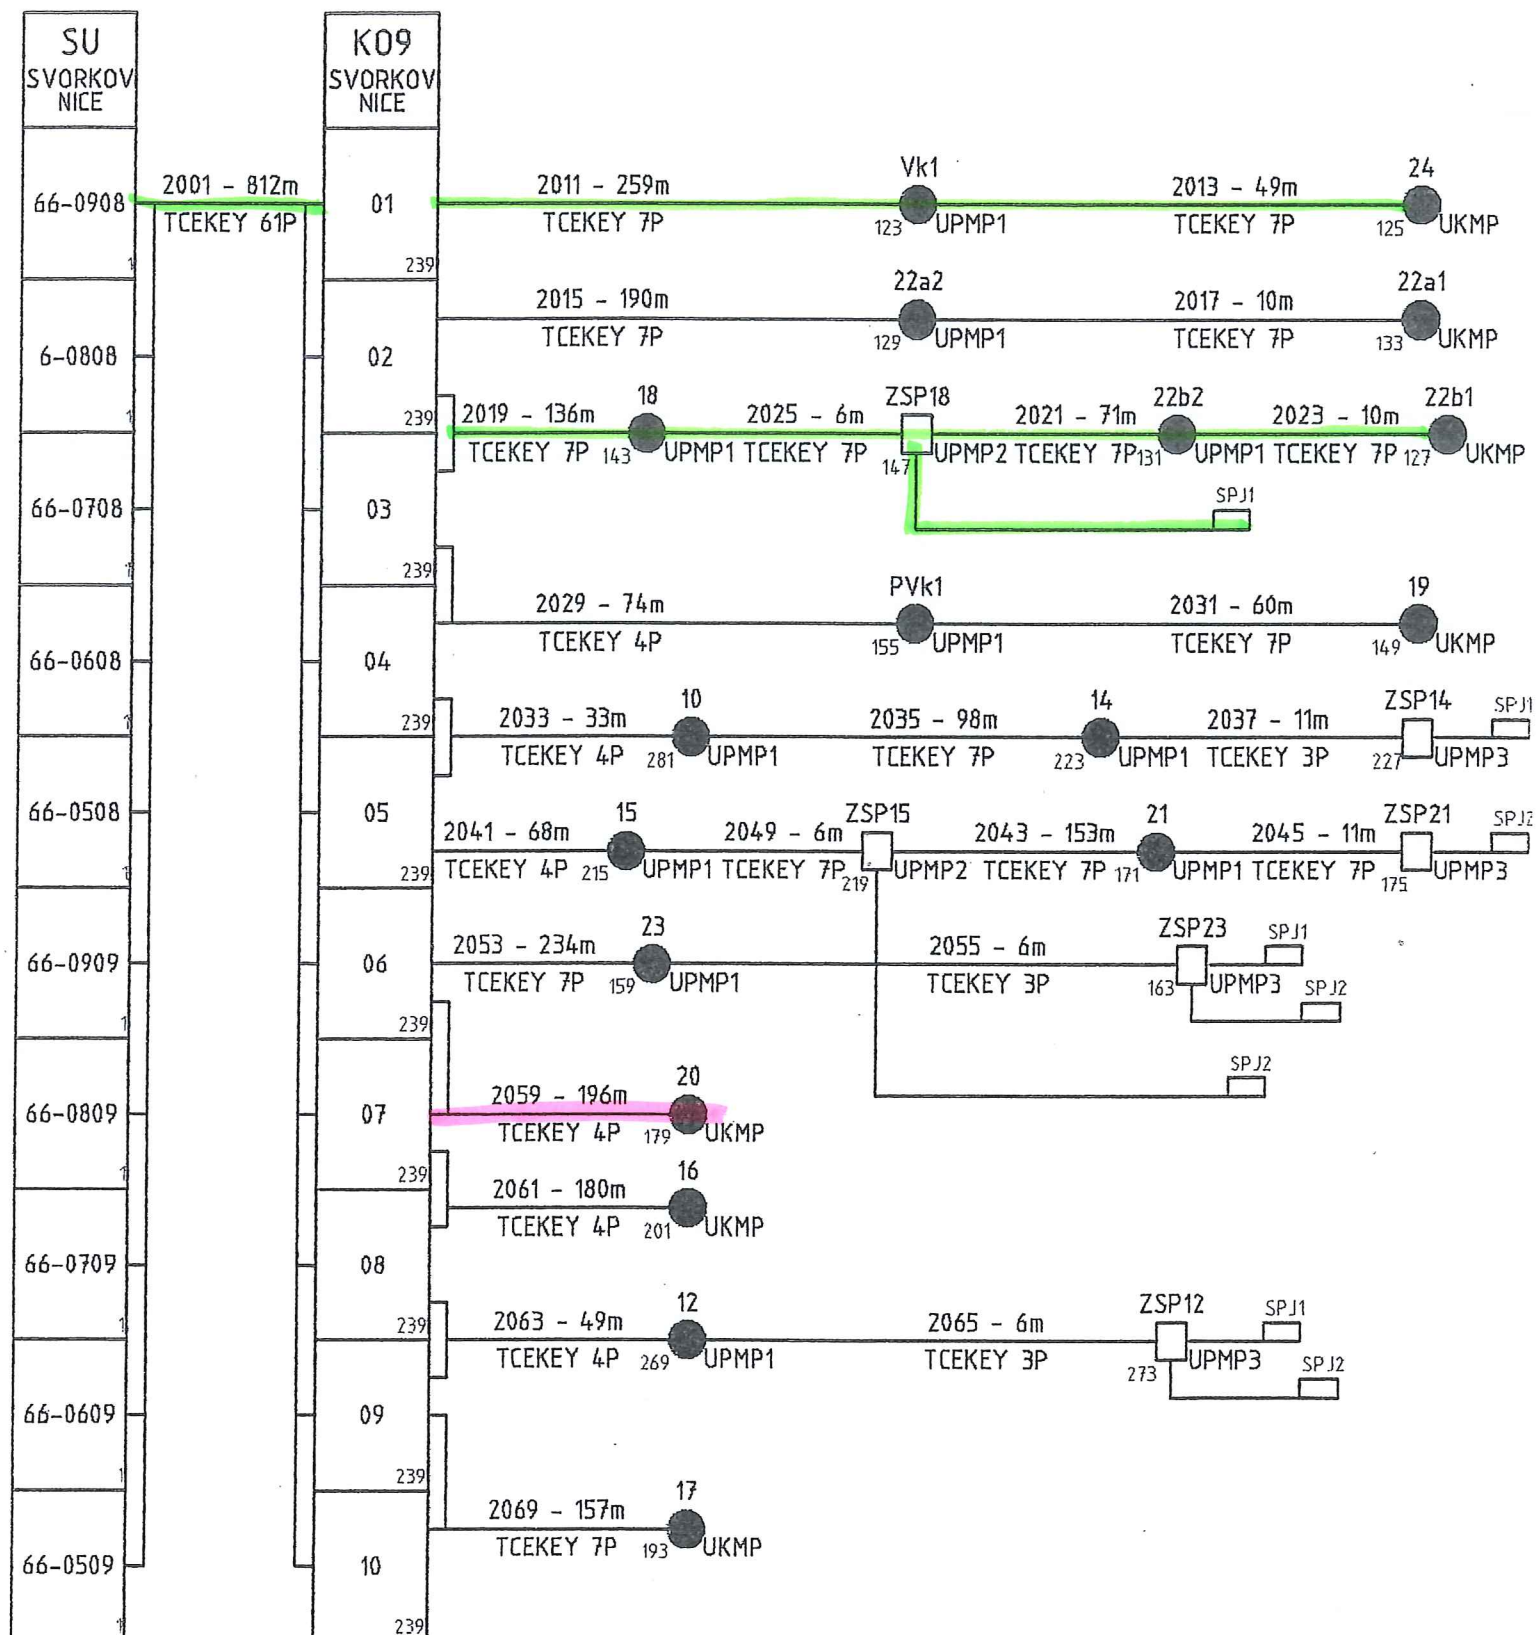 SU
SVORKOV
NICE
K09
SVORKOV
NICE
66-0908
2001 - 812m
TCEKEY 61P
01
239
2011 - 259m
TCEKEY 7P
Vk1
123
UPMP1
2013 - 49m
TCEKEY 7P
24
125
UKMP
6-0808
02
239
2015 - 190m
TCEKEY 7P
22a2
129
UPMP1
2017 - 10m
TCEKEY 7P
22a1
133
UKMP
2019 - 136m
TCEKEY 7P
18
143
UPMP1
2025 - 6m
TCEKEY 7P
ZSP18
147
UPMP2
2021 - 71m
TCEKEY 7P
22b2
131
UPMP1
2023 - 10m
TCEKEY 7P
22b1
127
UKMP
SPJ1
66-0708
03
239
2029 - 74m
TCEKEY 4P
PVk1
155
UPMP1
2031 - 60m
TCEKEY 7P
19
149
UKMP
66-0608
04
239
2033 - 33m
TCEKEY 4P
10
281
UPMP1
2035 - 98m
TCEKEY 7P
14
223
UPMP1
2037 - 11m
TCEKEY 3P
ZSP14
227
UPMP3
SPJ1
66-0508
05
239
2041 - 68m
TCEKEY 4P
15
215
UPMP1
2049 - 6m
TCEKEY 7P
ZSP15
219
UPMP2
2043 - 153m
TCEKEY 7P
21
171
UPMP1
2045 - 11m
TCEKEY 7P
ZSP21
175
UPMP3
SPJ2
66-0909
06
239
2053 - 234m
TCEKEY 7P
23
159
UPMP1
2055 - 6m
TCEKEY 3P
ZSP23
163
UPMP3
SPJ1
SPJ2
SPJ2
66-0809
07
239
2059 - 196m
TCEKEY 4P
20
179
UKMP
2061 - 180m
TCEKEY 4P
16
201
UKMP
66-0709
08
239
2063 - 49m
TCEKEY 4P
12
269
UPMP1
2065 - 6m
TCEKEY 3P
ZSP12
273
UPMP3
SPJ1
SPJ2
66-0609
09
239
2069 - 157m
TCEKEY 7P
17
193
UKMP
66-0509
10
239